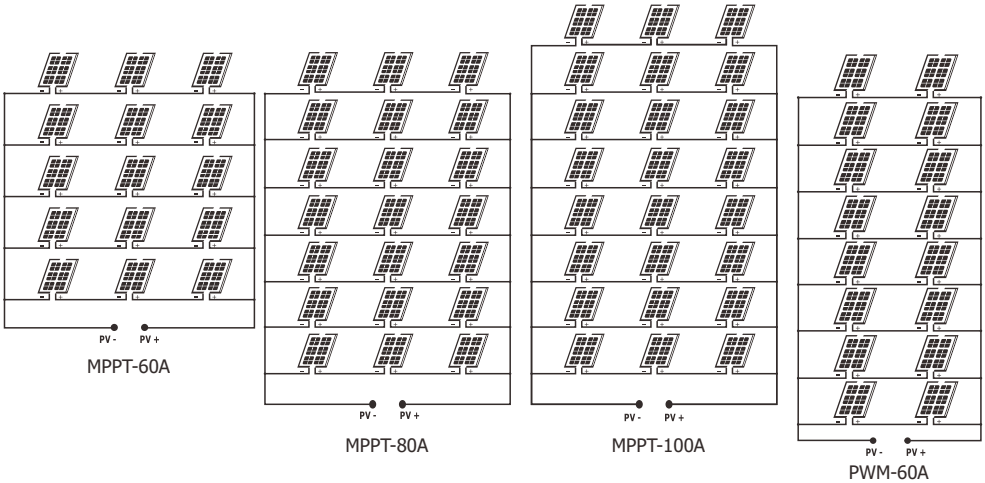 PV - PV +
MPPT-60A
PV - PV +
MPPT-80A
PV - PV +
MPPT-100A
PV - PV +
PWM-60A